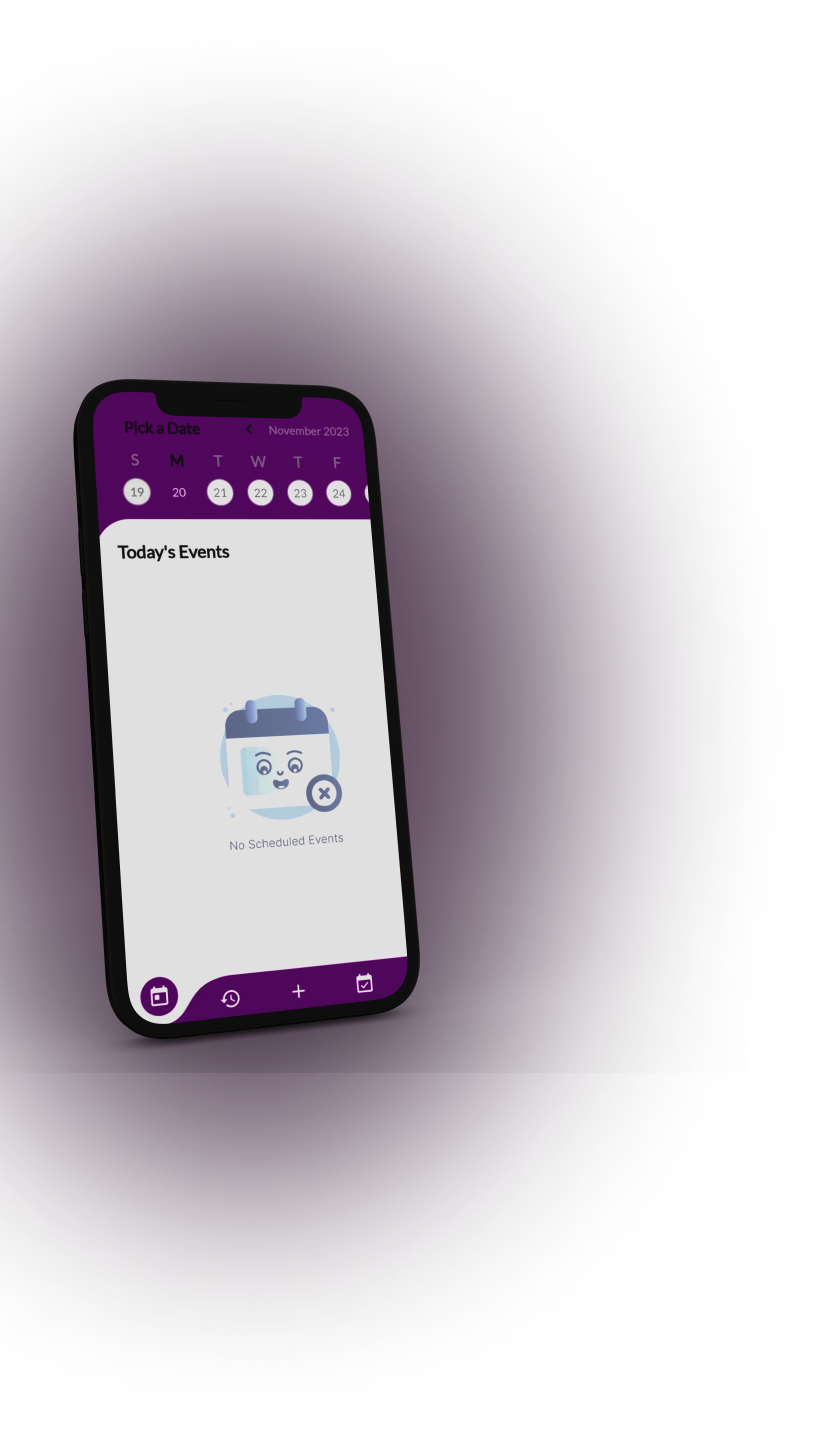 Pick a Date < November 2023
S M T W T F
19 20 21 22 23 24
Today's Events
No Scheduled Events